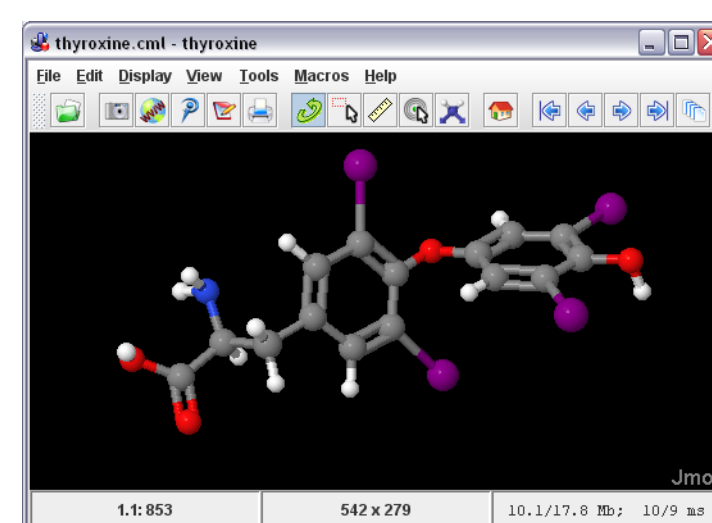 thyroxine.cml - thyroxine
File Edit Display View Tools Macros Help
Jmo
1.1: 853 542 x 279 10.1/17.8 Mb; 10/9 ms